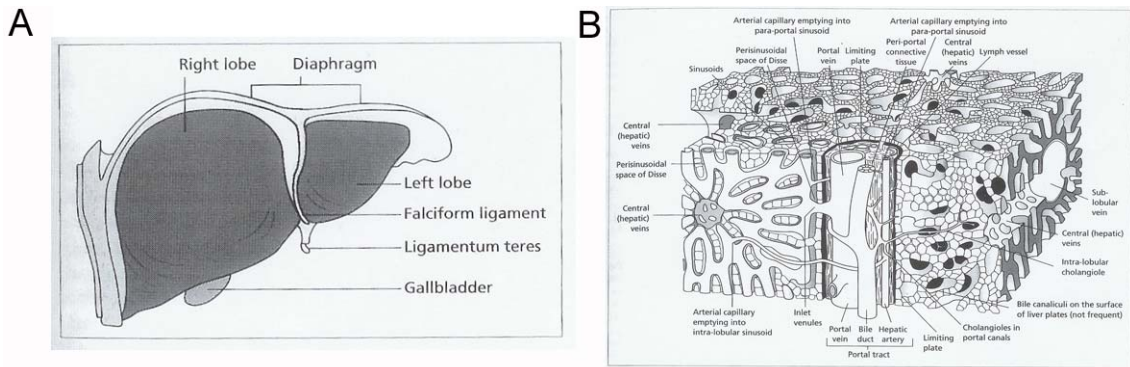 A
Right lobe
Diaphragm
Left lobe
Falciform ligament
Ligamentum teres
Gallbladder
B
Arterial capillary emptying into
para-portal sinusoid
Arterial capillary emptying into
para-portal sinusoid
Perisinusoidal
space of Disse
Portal
vein
Limiting
plate
Peri-portal
connective
tissue
Central
(hepatic)
veins
Lymph vessel
Sinusoids
Central
(hepatic)
veins
Perisinusoidal
space of Disse
Central
(hepatic)
veins
Sub-
lobular
vein
Central (hepatic)
veins
Intra-lobular
cholangiole
Bile canaliculi on the surface
of liver plates (not frequent)
Cholangioles in
portal canals
Limiting
plate
Arterial capillary
emptying into
intra-lobular sinusoid
Inlet
venules
Portal
vein
Bile
duct
Hepatic
artery
Portal tract